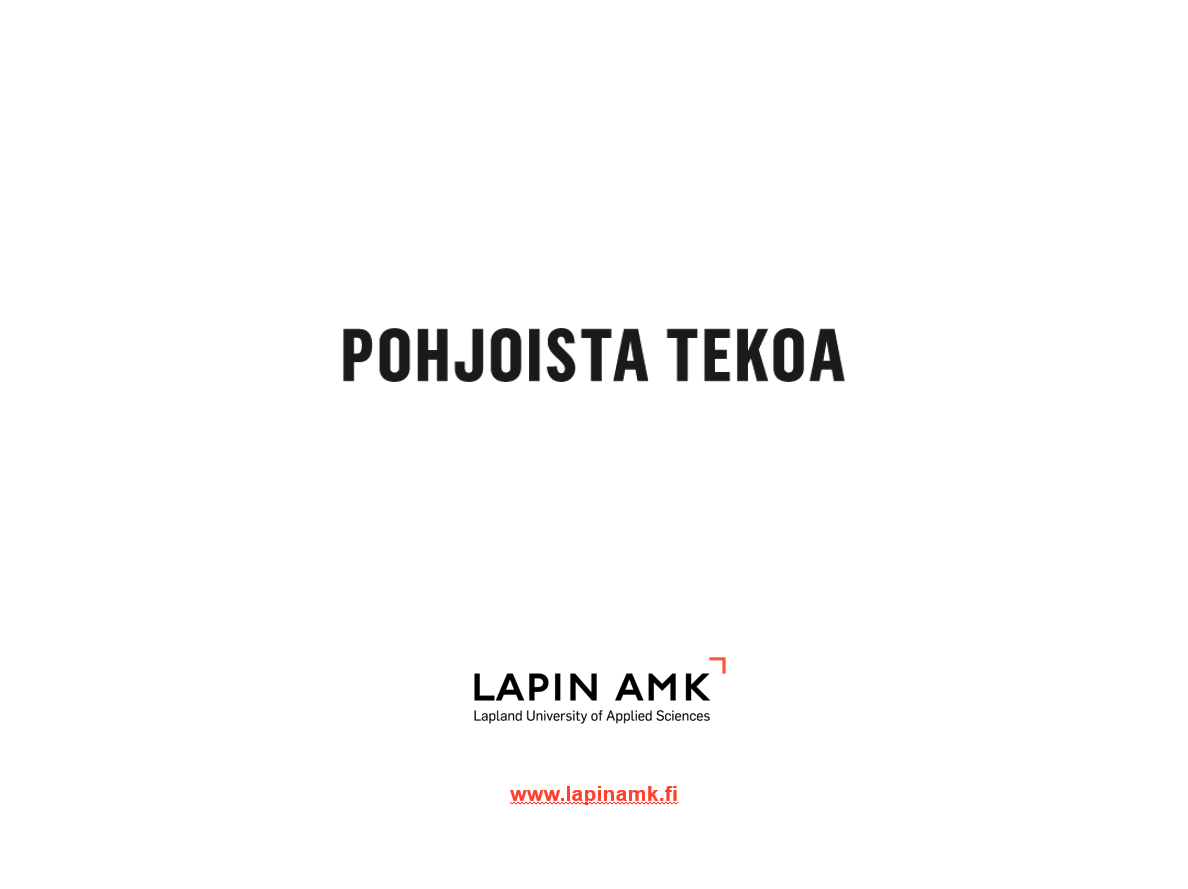 POHJOISTA TEKOA
LAPIN AMK
Lapland University of Applied Sciences
www.lapinamk.fi